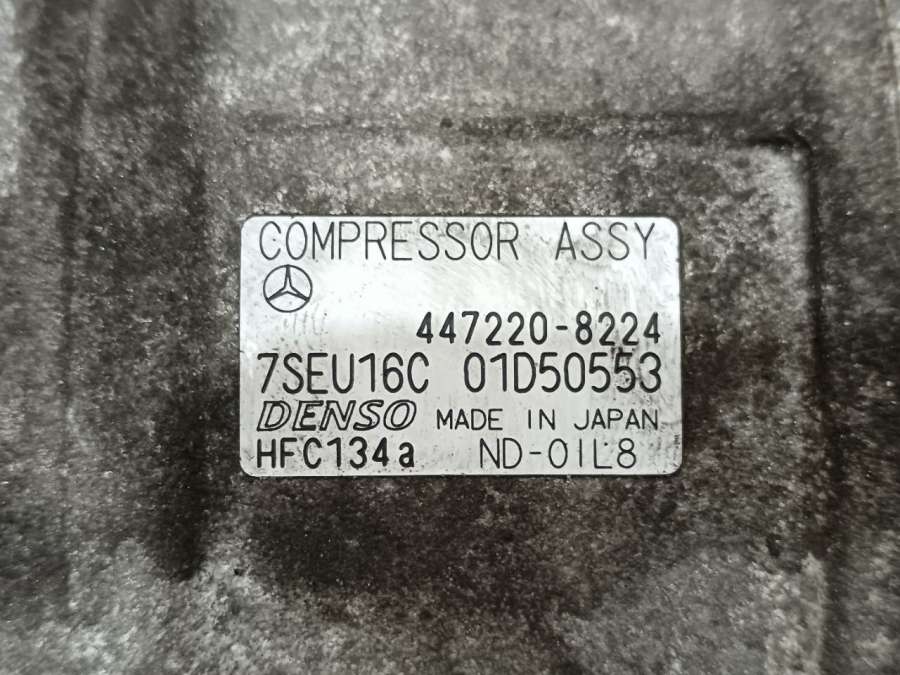 COMPRESSOR ASSY
447220-8224
7SEU16C 01D50553
DENSO MADE IN JAPAN
HFC134a ND-OIL8